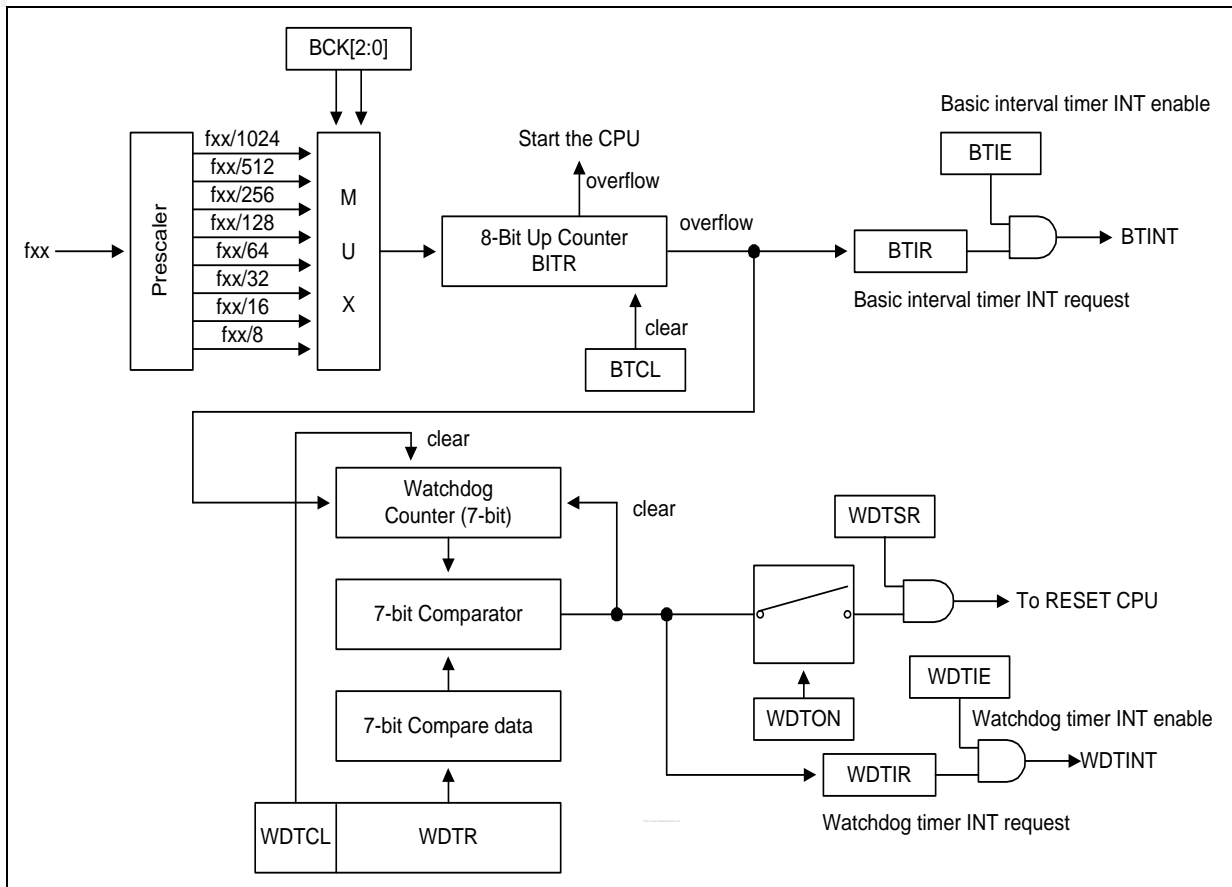 BCK[2:0]
Basic interval timer INT enable
fxx/1024
fxx/512
fxx/256
fxx/128
fxx/64
fxx/32
fxx/16
fxx/8
fxx
Prescaler
M
U
X
Start the CPU
overflow
8-Bit Up Counter
BITR
overflow
clear
BTCL
BTIE
BTIR
BTINT
Basic interval timer INT request
clear
Watchdog
Counter (7-bit)
clear
7-bit Comparator
7-bit Compare data
WDTCL
WDTR
WDTSR
To RESET CPU
WDTON
WDTIE
Watchdog timer INT enable
WDTIR
WDTINT
Watchdog timer INT request